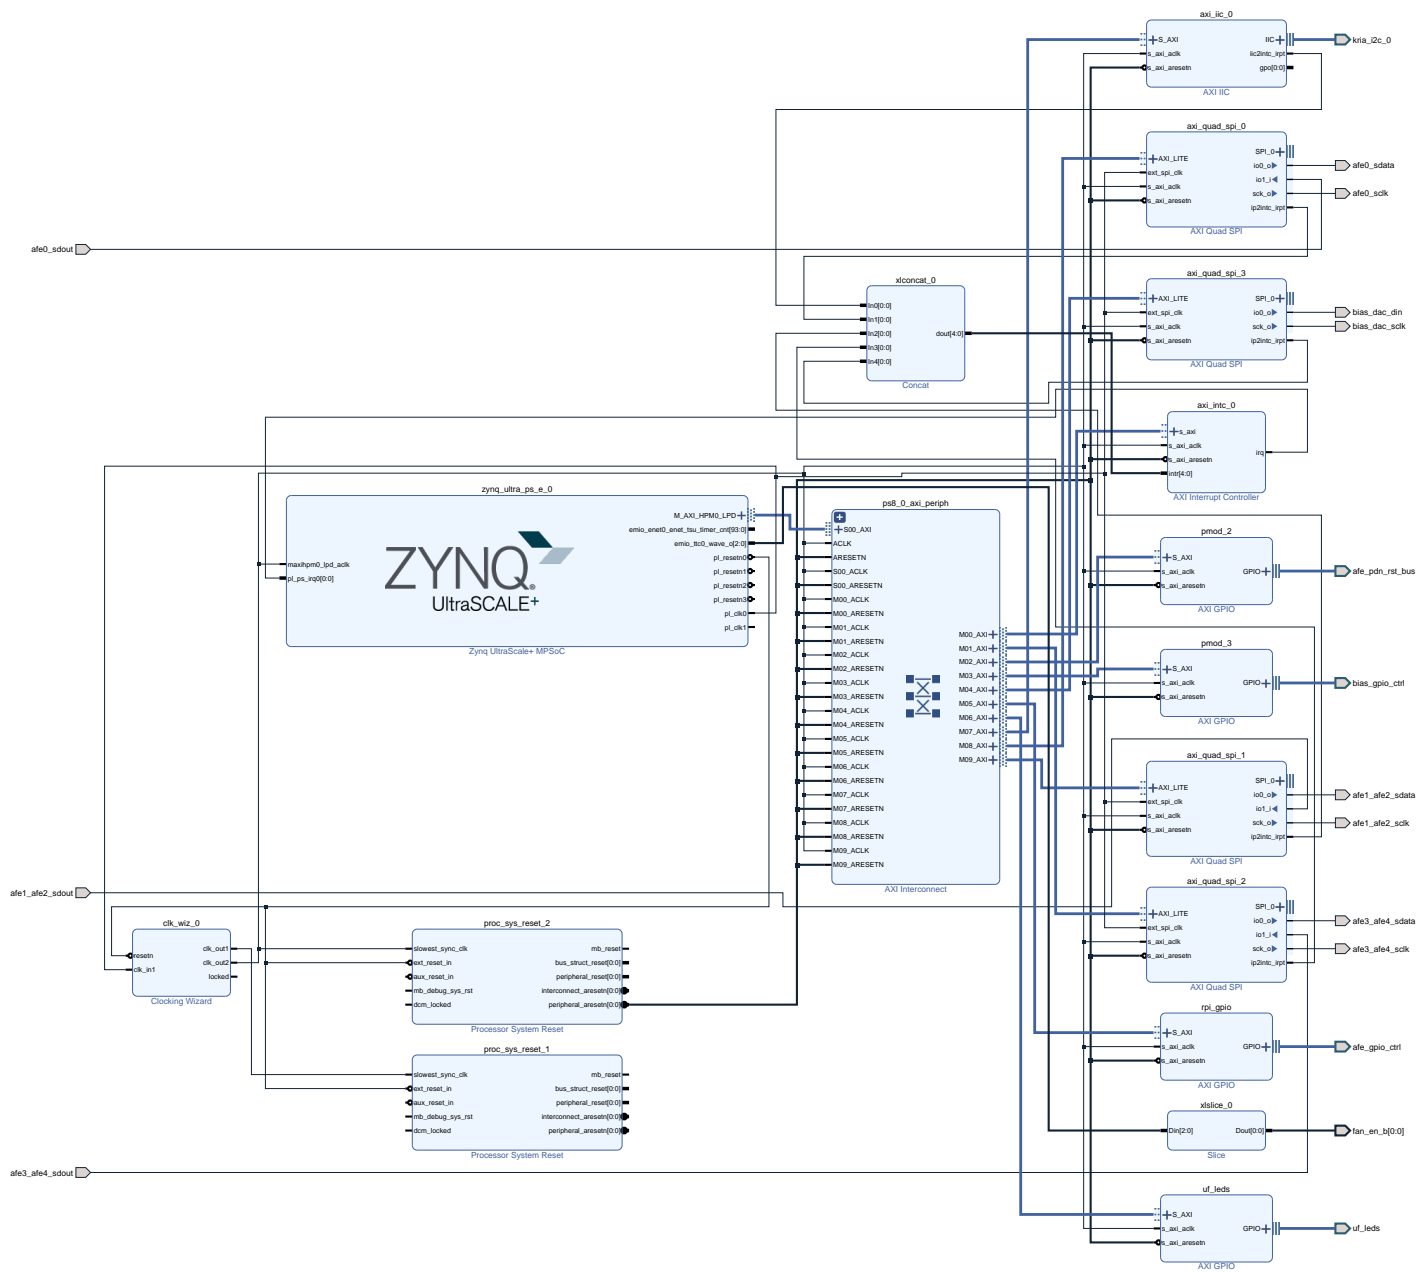 axi_iic_0
S_AXI
s_axi_aclk
s_axi_aresetn
IIC
iic2intc_irpt
gpo[0:0]
AXI IIC
kria_i2c_0
axi_quad_spi_0
AXI_LITE
ext_spi_clk
s_axi_aclk
s_axi_aresetn
SPI_0
io0_o
io1_i
sck_o
ip2intc_irpt
AXI Quad SPI
afe0_sdata
afe0_sclk
afe0_sdout
xlconcat_0
In0[0:0]
In1[0:0]
In2[0:0]
In3[0:0]
In4[0:0]
dout[4:0]
Concat
axi_quad_spi_3
AXI_LITE
ext_spi_clk
s_axi_aclk
s_axi_aresetn
SPI_0
io0_o
sck_o
ip2intc_irpt
AXI Quad SPI
bias_dac_din
bias_dac_sclk
axi_intc_0
s_axi
s_axi_aclk
s_axi_aresetn
intr[4:0]
irq
AXI Interrupt Controller
zynq_ultra_ps_e_0
maxihpm0_lpd_aclk
pl_ps_irq0[0:0]
ZYNQ
UltraSCALE+
M_AXI_HPM0_LPD
emio_enet0_enet_tsu_timer_cnt[93:0]
emio_ttc0_wave_o[2:0]
pl_resetn0
pl_resetn1
pl_resetn2
pl_resetn3
pl_clk0
pl_clk1
Zynq UltraScale+ MPSoC
ps8_0_axi_periph
S00_AXI
ACLK
ARESETN
S00_ACLK
S00_ARESETN
M00_ACLK
M00_ARESETN
M01_ACLK
M01_ARESETN
M02_ACLK
M02_ARESETN
M03_ACLK
M03_ARESETN
M04_ACLK
M04_ARESETN
M05_ACLK
M05_ARESETN
M06_ACLK
M06_ARESETN
M07_ACLK
M07_ARESETN
M08_ACLK
M08_ARESETN
M09_ACLK
M09_ARESETN
M00_AXI
M01_AXI
M02_AXI
M03_AXI
M04_AXI
M05_AXI
M06_AXI
M07_AXI
M08_AXI
M09_AXI
AXI Interconnect
pmod_2
S_AXI
s_axi_aclk
s_axi_aresetn
GPIO
AXI GPIO
afe_pdn_rst_bus
pmod_3
S_AXI
s_axi_aclk
s_axi_aresetn
GPIO
AXI GPIO
bias_gpio_ctrl
axi_quad_spi_1
AXI_LITE
ext_spi_clk
s_axi_aclk
s_axi_aresetn
SPI_0
io0_o
io1_i
sck_o
ip2intc_irpt
AXI Quad SPI
afe1_afe2_sdata
afe1_afe2_sclk
afe1_afe2_sdout
axi_quad_spi_2
AXI_LITE
ext_spi_clk
s_axi_aclk
s_axi_aresetn
SPI_0
io0_o
io1_i
sck_o
ip2intc_irpt
AXI Quad SPI
afe3_afe4_sdata
afe3_afe4_sclk
clk_wiz_0
resetn
clk_in1
clk_out1
clk_out2
locked
Clocking Wizard
proc_sys_reset_2
slowest_sync_clk
ext_reset_in
aux_reset_in
mb_debug_sys_rst
dcm_locked
mb_reset
bus_struct_reset[0:0]
peripheral_reset[0:0]
interconnect_aresetn[0:0]
peripheral_aresetn[0:0]
Processor System Reset
proc_sys_reset_1
slowest_sync_clk
ext_reset_in
aux_reset_in
mb_debug_sys_rst
dcm_locked
mb_reset
bus_struct_reset[0:0]
peripheral_reset[0:0]
interconnect_aresetn[0:0]
peripheral_aresetn[0:0]
Processor System Reset
rpi_gpio
S_AXI
s_axi_aclk
s_axi_aresetn
GPIO
AXI GPIO
afe_gpio_ctrl
xlslice_0
Din[2:0]
Dout[0:0]
Slice
fan_en_b[0:0]
afe3_afe4_sdout
uf_leds
S_AXI
s_axi_aclk
s_axi_aresetn
GPIO
AXI GPIO
uf_leds